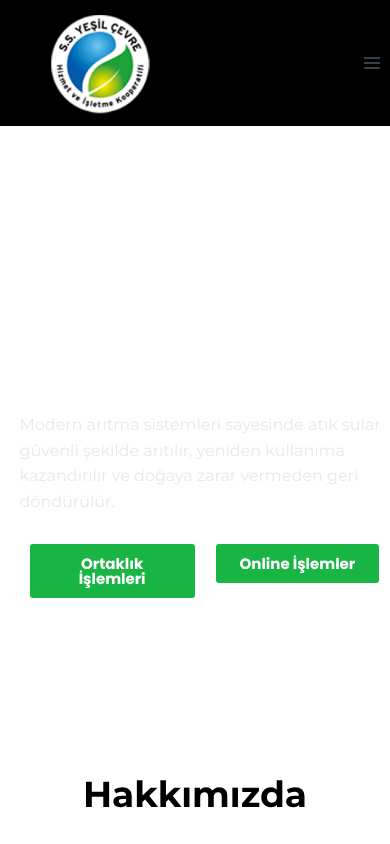 S.S. YEŞİL ÇEVRE
Hizmet ve İşletme Kooperatifi
Modern arıtma sistemleri sayesinde atık sular
güvenli şekilde arıtılır, yeniden kullanıma
kazandırılır ve doğaya zarar vermeden geri
döndürülür.
Ortaklık
İşlemleri
Online İşlemler
Hakkımızda